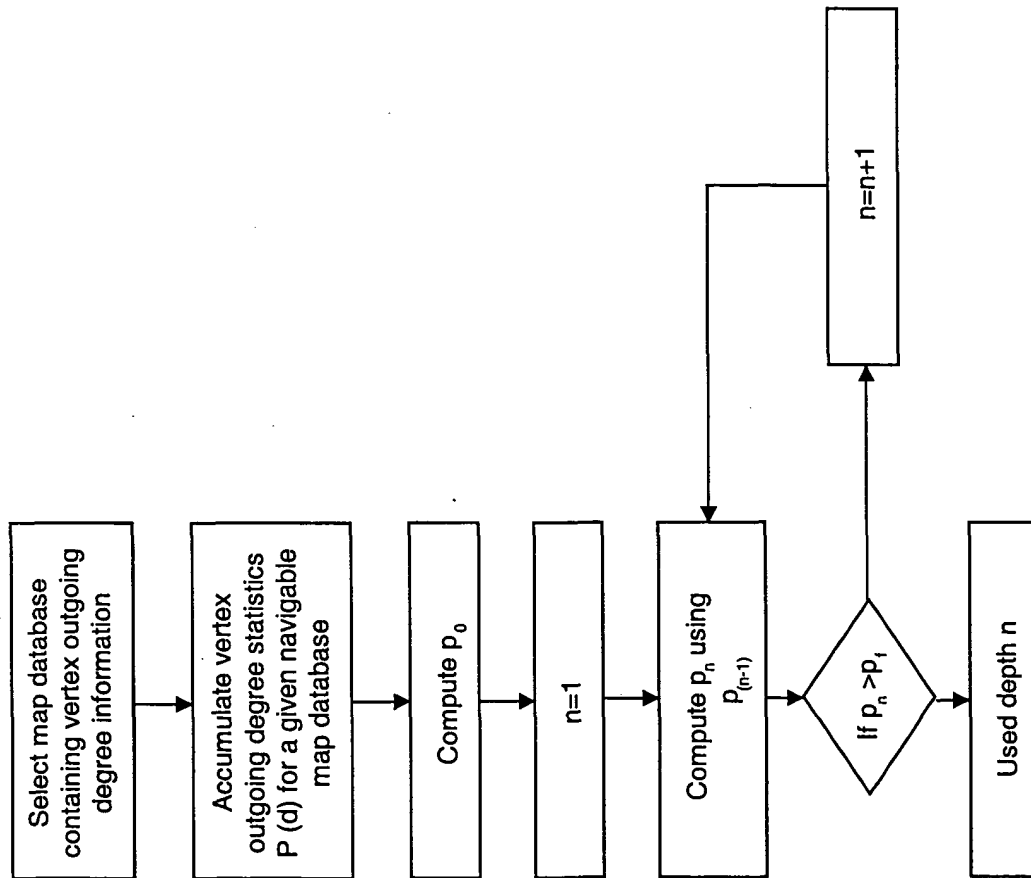 Select map database
containing vertex outgoing
degree information
Accumulate vertex
outgoing degree statistics
P (d) for a given navigable
map database
Compute p₀
n=1
Compute pₙ using
p₍ₙ₋₁₎
If pₙ >p_f
n=n+1
Used depth n